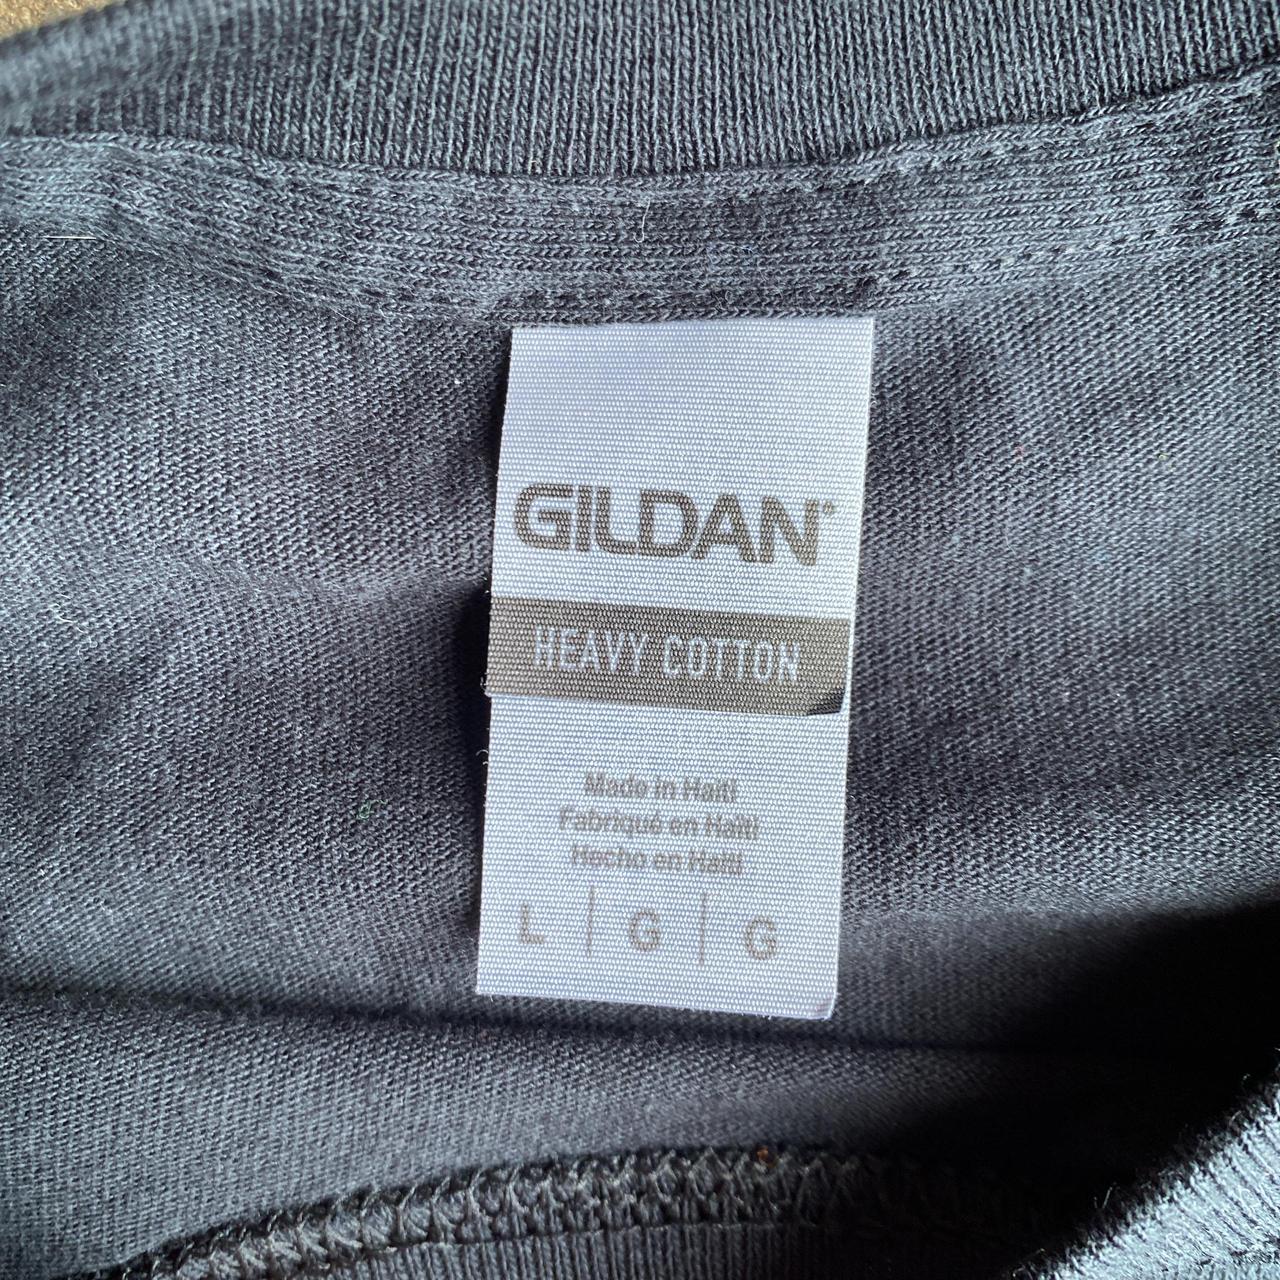 GILDAN®
HEAVY COTTON
Made in Haiti
Fabriqué en Haïti
Hecho en Haití
L | G | G